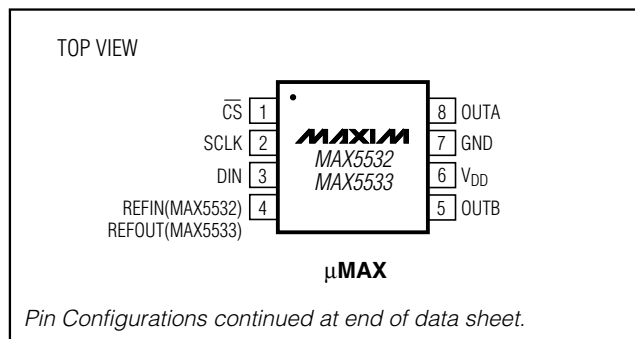 TOP VIEW
C̅S̅ 1
SCLK 2
DIN 3
REFIN(MAX5532) 4
REFOUT(MAX5533)
MAXIM
MAX5532
MAX5533
8 OUTA
7 GND
6 VDD
5 OUTB
µMAX
Pin Configurations continued at end of data sheet.